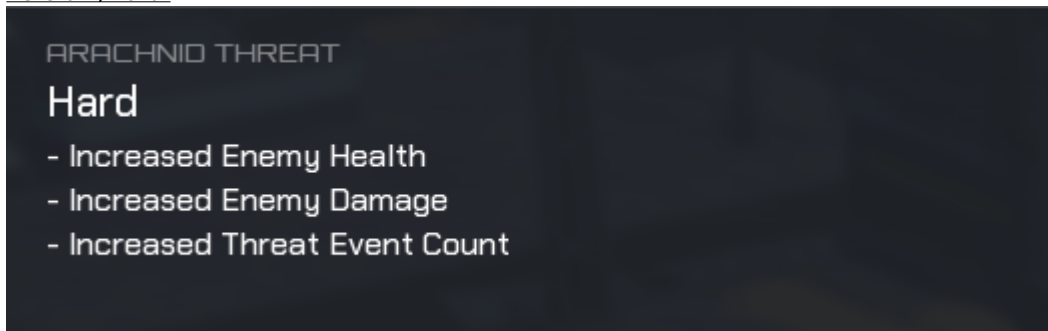 ARACHNID THREAT
Hard
- Increased Enemy Health
- Increased Enemy Damage
- Increased Threat Event Count